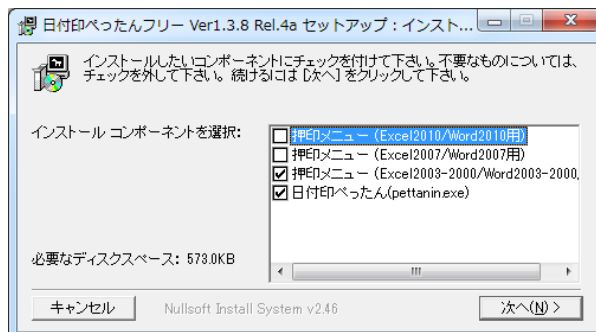 日付印ぺったんフリー Ver1.3.8 Rel.4a セットアップ：インスト...
インストールしたいコンポーネントにチェックを付けて下さい。不要なものについては、
チェックを外して下さい。続けるには [次へ] をクリックして下さい。
インストール コンポーネントを選択:
押印メニュー (Excel2010/Word2010用)
押印メニュー (Excel2007/Word2007用)
押印メニュー (Excel2003-2000/Word2003-2000,
日付印ぺったん(pettanin.exe)
必要なディスクスペース: 573.0KB
キャンセル
Nullsoft Install System v2.46
次へ(N) >